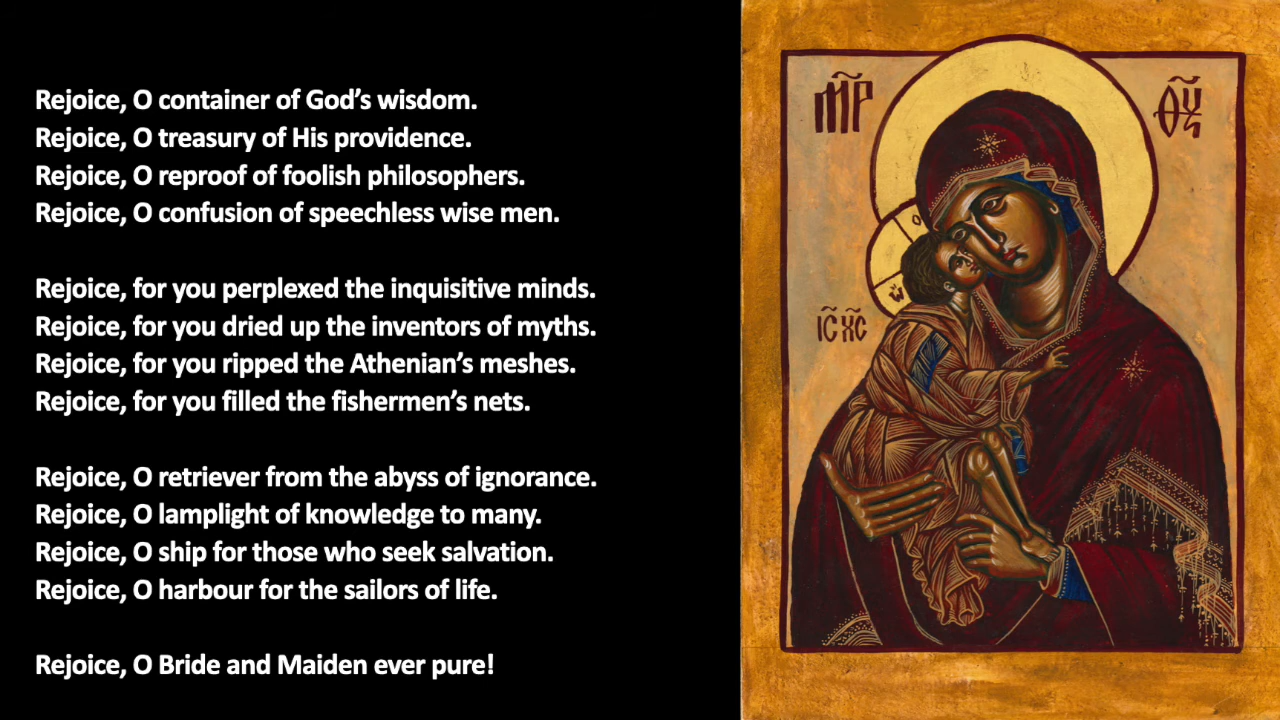 Rejoice, O container of God's wisdom.
Rejoice, O treasury of His providence.
Rejoice, O reproof of foolish philosophers.
Rejoice, O confusion of speechless wise men.
Rejoice, for you perplexed the inquisitive minds.
Rejoice, for you dried up the inventors of myths.
Rejoice, for you ripped the Athenian's meshes.
Rejoice, for you filled the fishermen's nets.
Rejoice, O retriever from the abyss of ignorance.
Rejoice, O lamplight of knowledge to many.
Rejoice, O ship for those who seek salvation.
Rejoice, O harbour for the sailors of life.
Rejoice, O Bride and Maiden ever pure!
М҃Р Ѳ҃Ѵ
ІС҃ ХС҃